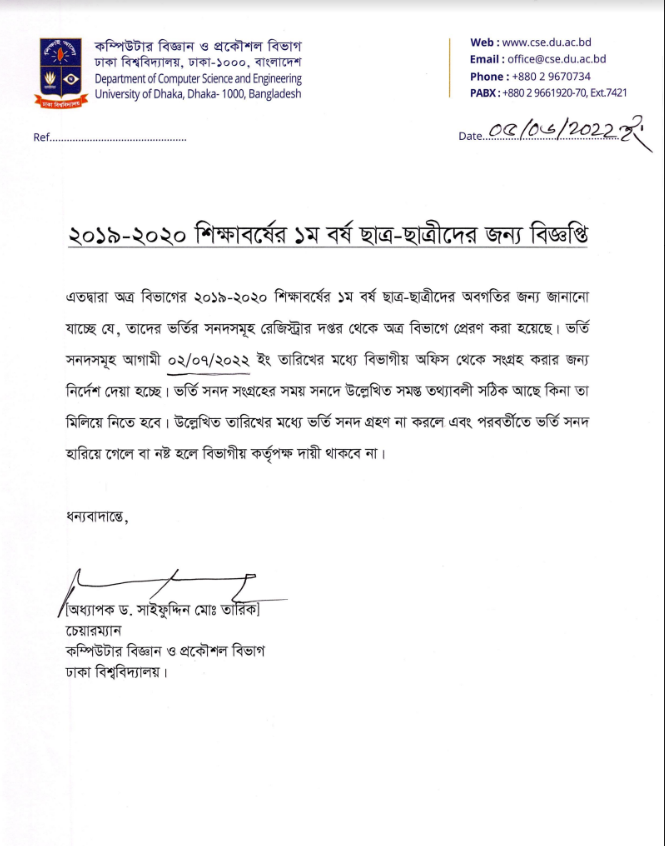 কম্পিউটার বিজ্ঞান ও প্রকৌশল বিভাগ
ঢাকা বিশ্ববিদ্যালয়, ঢাকা-১০০০, বাংলাদেশ
Department of Computer Science and Engineering
University of Dhaka, Dhaka- 1000, Bangladesh
Web : www.cse.du.ac.bd
Email : office@cse.du.ac.bd
Phone : +880 2 9670734
PABX : +880 2 9661920-70, Ext.7421
Ref.............................................
Date. ০৫/০৬/2022 ইং
২০১৯-২০২০ শিক্ষাবর্ষের ১ম বর্ষ ছাত্র-ছাত্রীদের জন্য বিজ্ঞপ্তি
এতদ্বারা অত্র বিভাগের ২০১৯-২০২০ শিক্ষাবর্ষের ১ম বর্ষ ছাত্র-ছাত্রীদের অবগতির জন্য জানানো
যাচ্ছে যে, তাদের ভর্তির সনদসমূহ রেজিস্ট্রার দপ্তর থেকে অত্র বিভাগে প্রেরণ করা হয়েছে। ভর্তি
সনদসমূহ আগামী ০২/০৭/২০২২ ইং তারিখের মধ্যে বিভাগীয় অফিস থেকে সংগ্রহ করার জন্য
নির্দেশ দেয়া হচ্ছে। ভর্তি সনদ সংগ্রহের সময় সনদে উল্লেখিত সমস্ত তথ্যাবলী সঠিক আছে কিনা তা
মিলিয়ে নিতে হবে। উল্লেখিত তারিখের মধ্যে ভর্তি সনদ গ্রহণ না করলে এবং পরবর্তীতে ভর্তি সনদ
হারিয়ে গেলে বা নষ্ট হলে বিভাগীয় কর্তৃপক্ষ দায়ী থাকবে না।
ধন্যবাদান্তে,
[অধ্যাপক ড. সাইফুদ্দিন মোঃ তারিক]
চেয়ারম্যান
কম্পিউটার বিজ্ঞান ও প্রকৌশল বিভাগ
ঢাকা বিশ্ববিদ্যালয়।